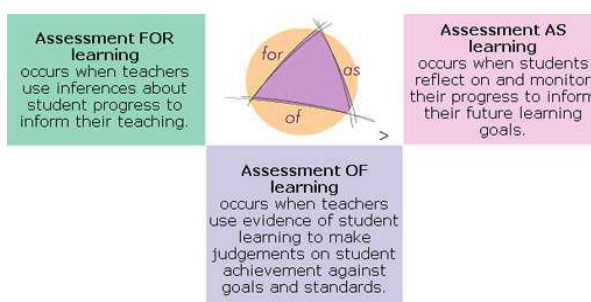 Assessment FOR
learning
occurs when teachers
use inferences about
student progress to
inform their teaching.
for
as
of
>
Assessment AS
learning
occurs when students
reflect on and monitor
their progress to inform
their future learning
goals.
Assessment OF
learning
occurs when teachers
use evidence of student
learning to make
judgements on student
achievement against
goals and standards.